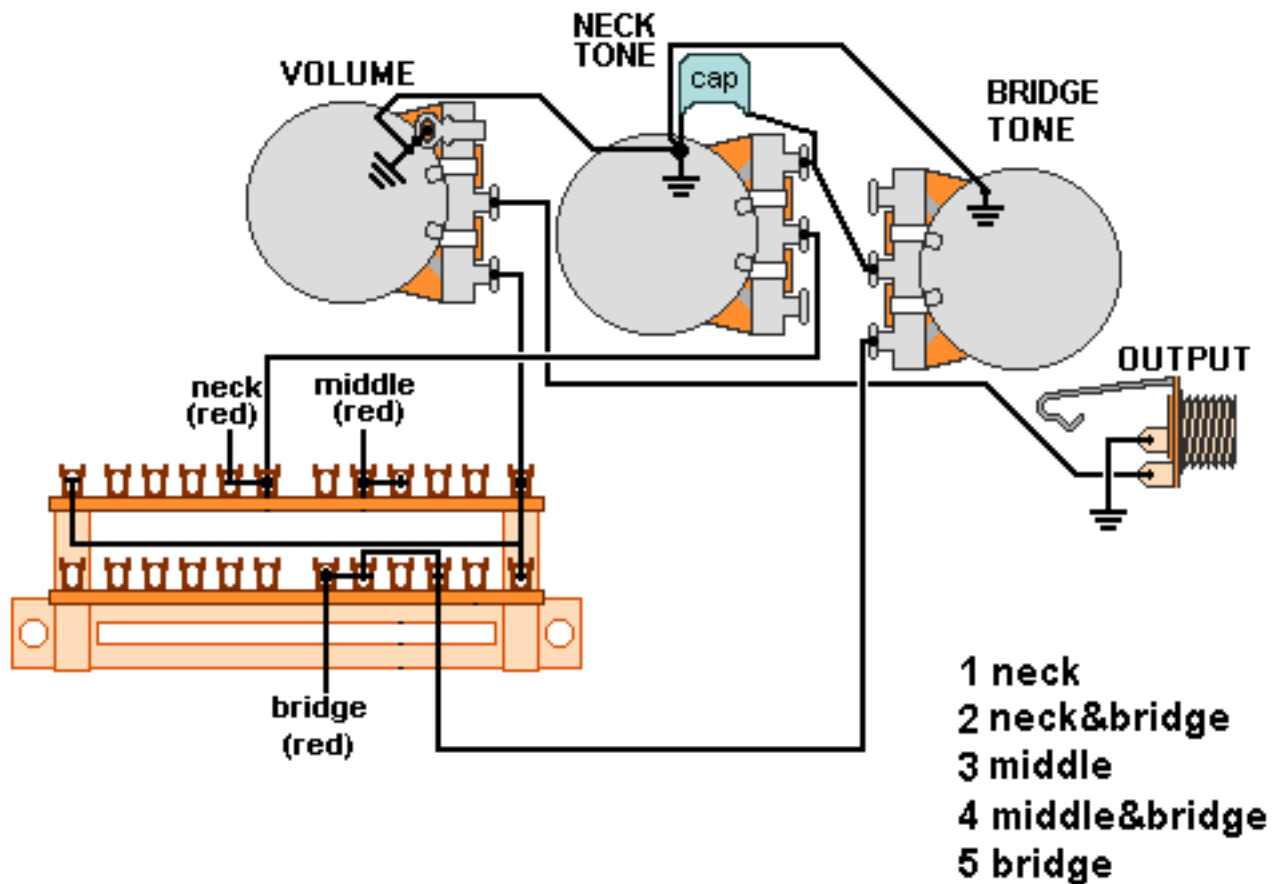 NECK
TONE
VOLUME
cap
BRIDGE
TONE
OUTPUT
neck
(red)
middle
(red)
bridge
(red)
1 neck
2 neck&bridge
3 middle
4 middle&bridge
5 bridge